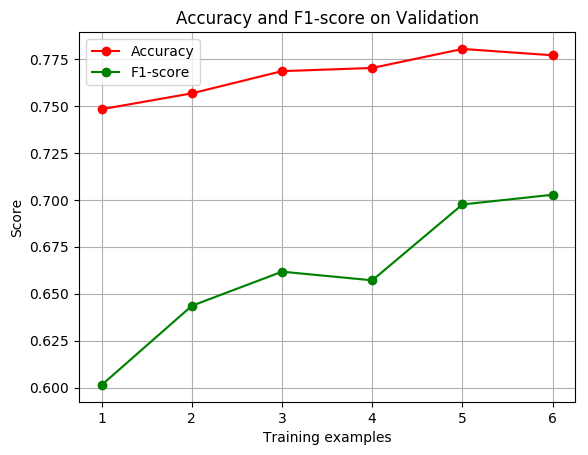 Accuracy and F1-score on Validation
Accuracy
F1-score
0.775
0.750
0.725
0.700
0.675
0.650
0.625
0.600
Score
1 2 3 4 5 6
Training examples